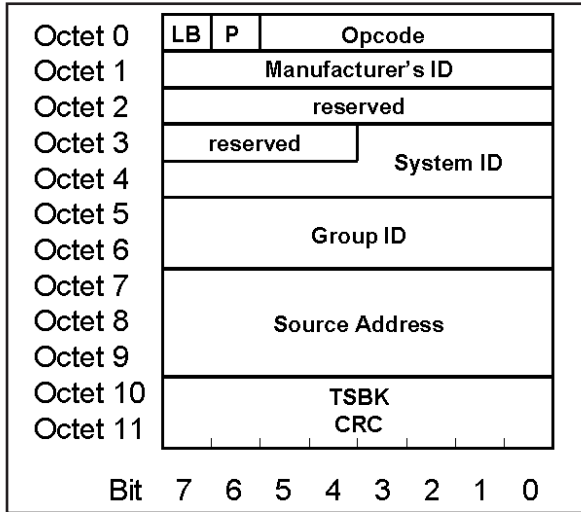 Octet 0 LB P Opcode
Octet 1 Manufacturer's ID
Octet 2 reserved
Octet 3 reserved
System ID
Octet 4
Octet 5
Group ID
Octet 6
Octet 7
Octet 8 Source Address
Octet 9
Octet 10 TSBK
Octet 11 CRC
Bit 7 6 5 4 3 2 1 0